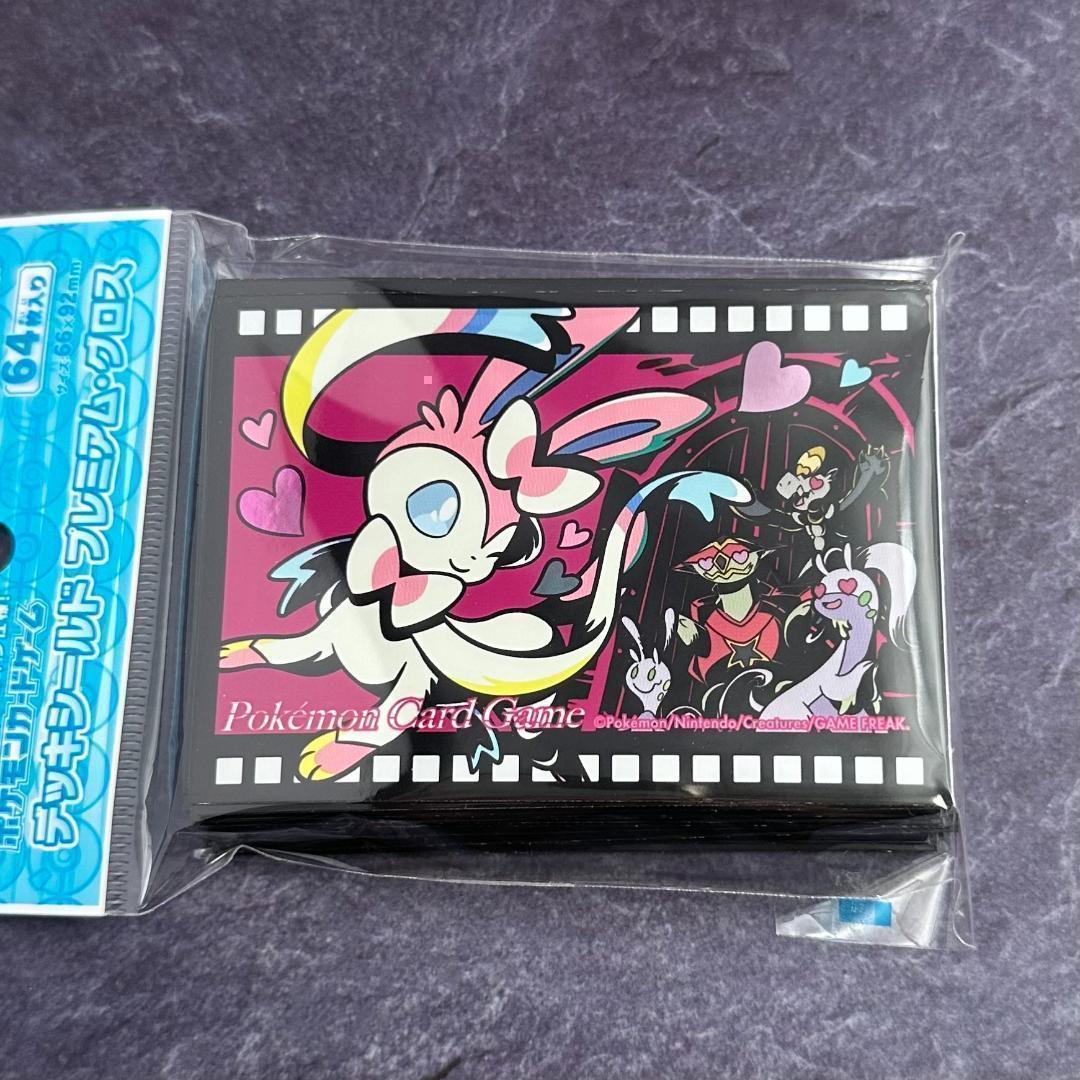 64枚入り
サイズ：66×92mm
デッキシールド プレミアム・グロス
ポケモンカードゲーム
Pokémon Card Game
©Pokémon/Nintendo/Creatures/GAME FREAK.